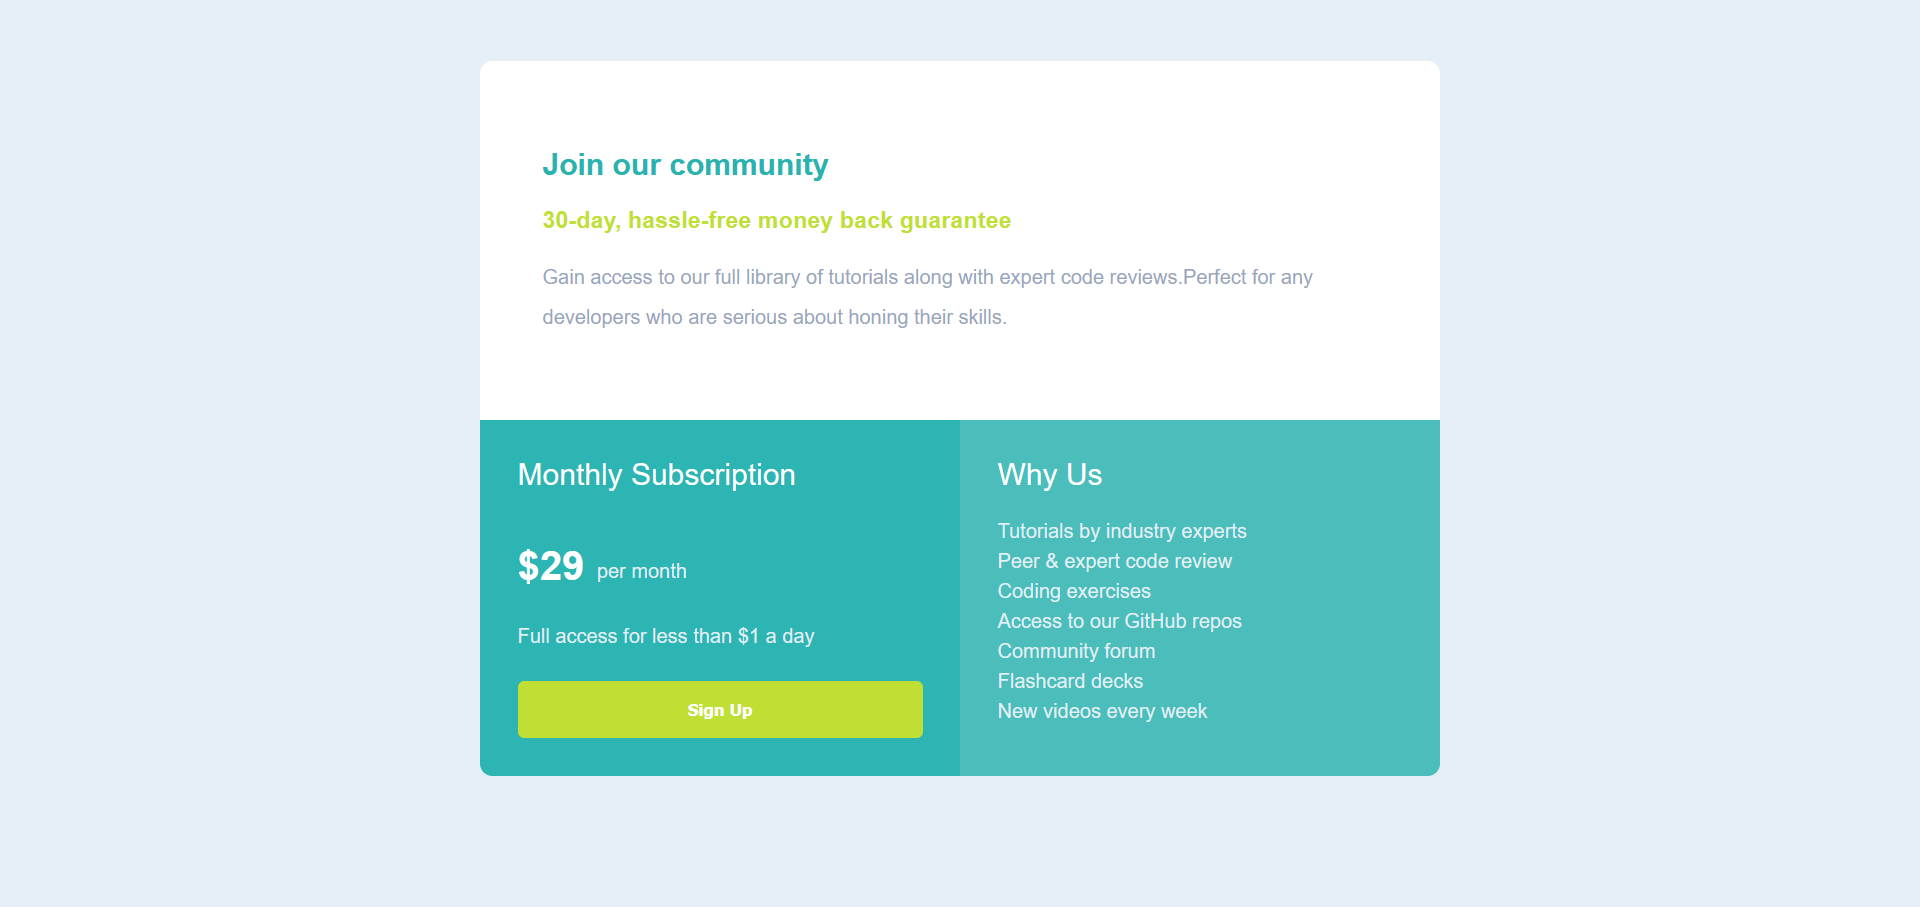 Join our community
30-day, hassle-free money back guarantee
Gain access to our full library of tutorials along with expert code reviews.Perfect for any
developers who are serious about honing their skills.
Monthly Subscription
$29 per month
Full access for less than $1 a day
Sign Up
Why Us
Tutorials by industry experts
Peer & expert code review
Coding exercises
Access to our GitHub repos
Community forum
Flashcard decks
New videos every week